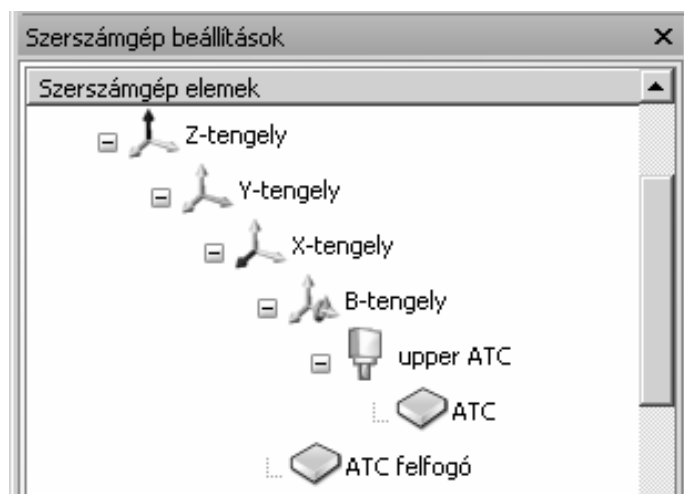 Szerszámgép beállítások
Szerszámgép elemek
Z-tengely
Y-tengely
X-tengely
B-tengely
upper ATC
ATC
ATC felfogó